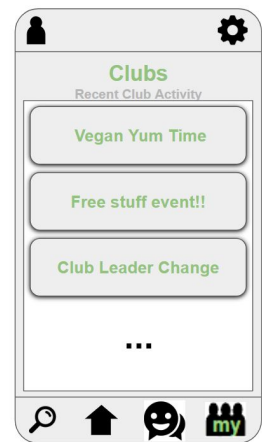 Clubs
Recent Club Activity
Vegan Yum Time
Free stuff event!!
Club Leader Change
...
my